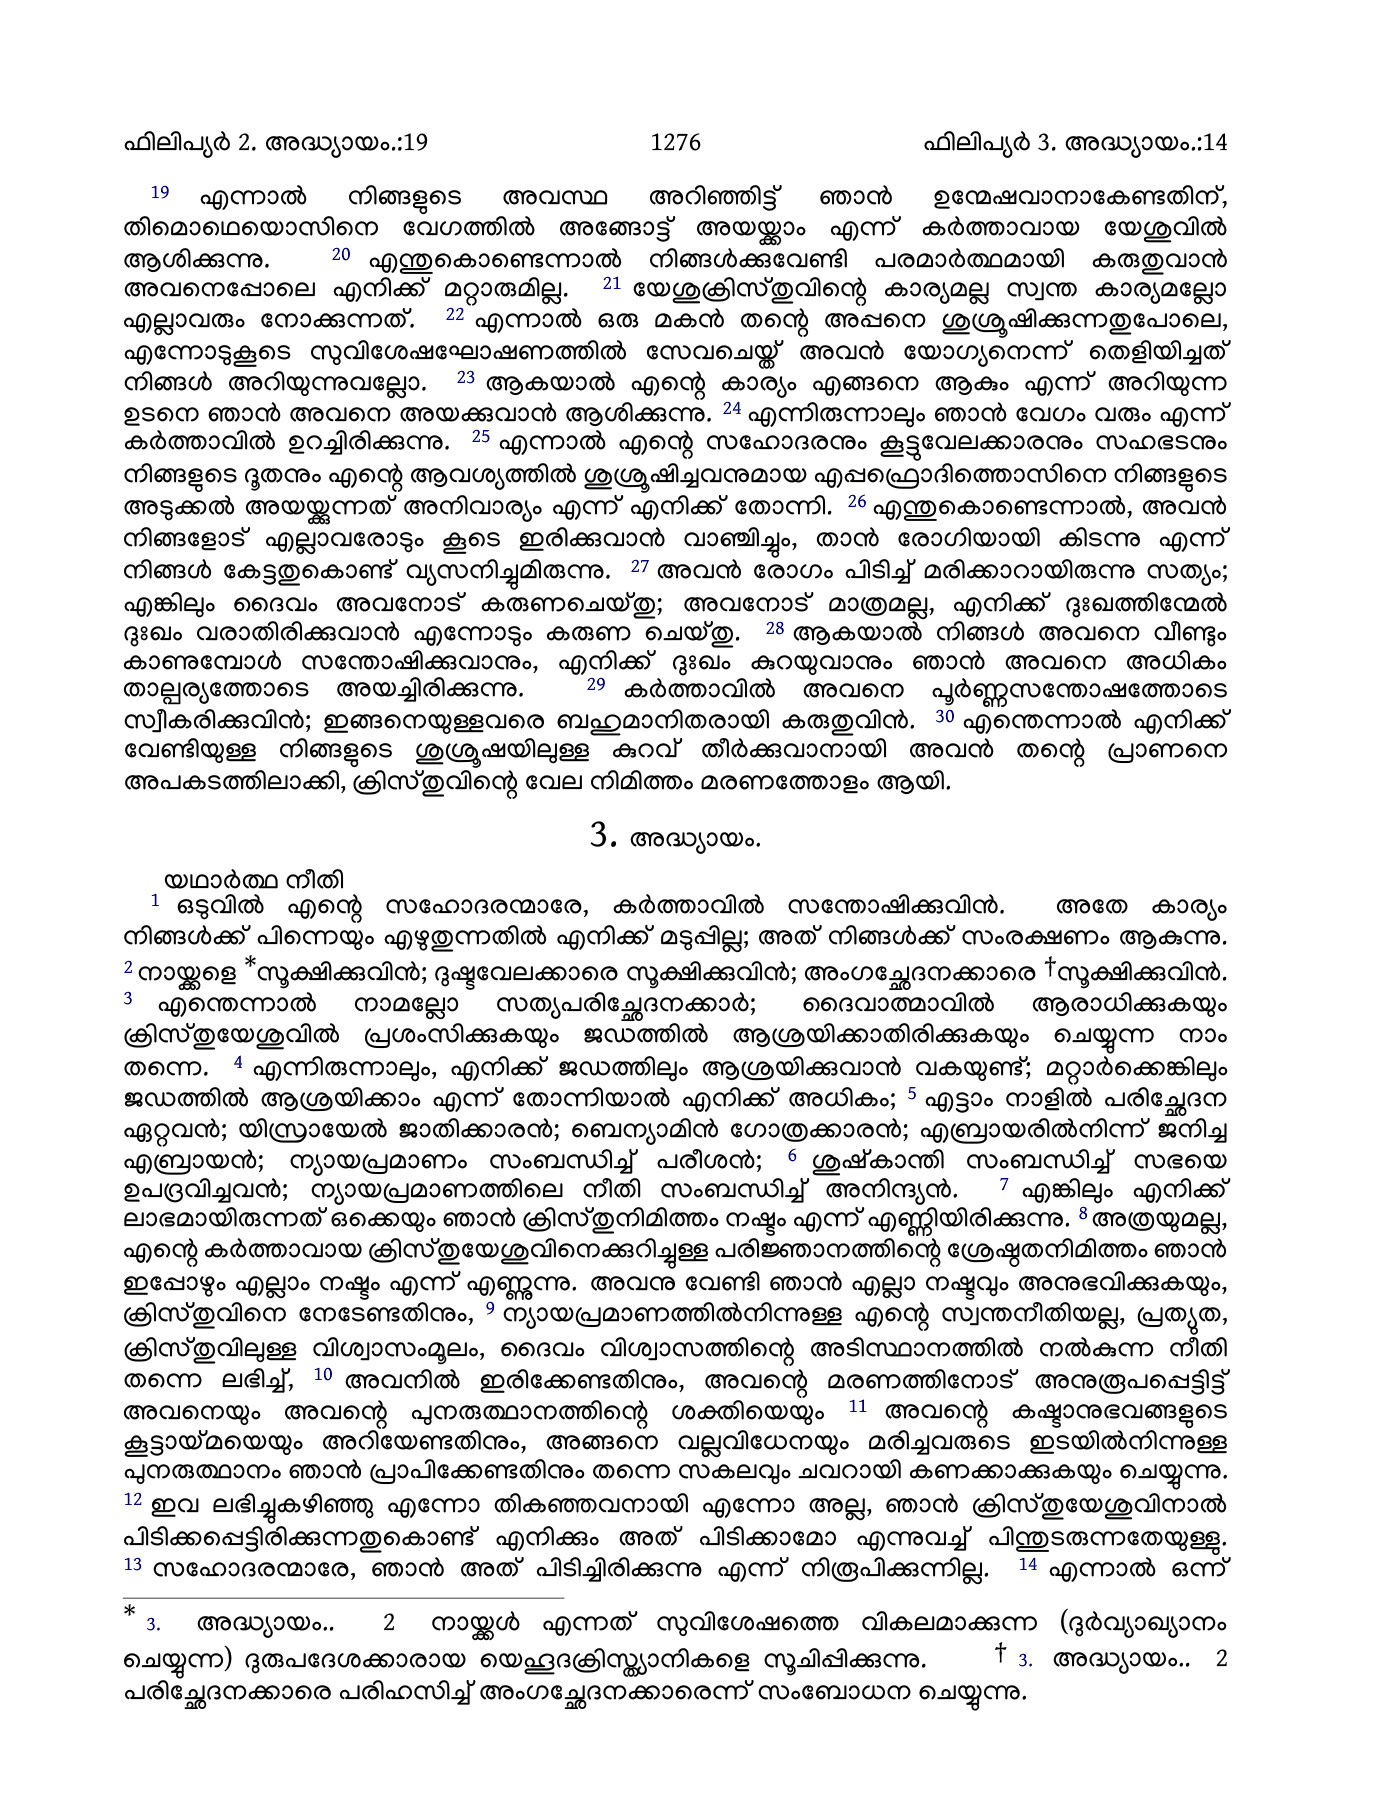 ഫിലിപ്യർ 2. അദ്ധ്യായം.:19 1276 ഫിലിപ്യർ 3. അദ്ധ്യായം.:14
19 എന്നാൽ നിങ്ങളുടെ അവസ്ഥ അറിഞ്ഞിട്ട് ഞാൻ ഉന്മേഷവാനാകേണ്ടതിന്,
തിമൊഥെയൊസിനെ വേഗത്തിൽ അങ്ങോട്ട് അയയ്ക്കാം എന്ന് കർത്താവായ യേശുവിൽ
ആശിക്കുന്നു. 20 എന്തുകൊണ്ടെന്നാൽ നിങ്ങൾക്കുവേണ്ടി പരമാർത്ഥമായി കരുതുവാൻ
അവനെപ്പോലെ എനിക്ക് മറ്റാരുമില്ല. 21 യേശുക്രിസ്തുവിന്റെ കാര്യമല്ല സ്വന്ത കാര്യമല്ലോ
എല്ലാവരും നോക്കുന്നത്. 22 എന്നാൽ ഒരു മകൻ തന്റെ അപ്പനെ ശുശ്രൂഷിക്കുന്നതുപോലെ,
എന്നോടുകൂടെ സുവിശേഷഘോഷണത്തിൽ സേവചെയ്ത് അവൻ യോഗ്യനെന്ന് തെളിയിച്ചത്
നിങ്ങൾ അറിയുന്നുവല്ലോ. 23 ആകയാൽ എന്റെ കാര്യം എങ്ങനെ ആകും എന്ന് അറിയുന്ന
ഉടനെ ഞാൻ അവനെ അയക്കുവാൻ ആശിക്കുന്നു. 24 എന്നിരുന്നാലും ഞാൻ വേഗം വരും എന്ന്
കർത്താവിൽ ഉറച്ചിരിക്കുന്നു. 25 എന്നാൽ എന്റെ സഹോദരനും കൂട്ടുവേലക്കാരനും സഹഭടനും
നിങ്ങളുടെ ദൂതനും എന്റെ ആവശ്യത്തിൽ ശുശ്രൂഷിച്ചവനുമായ എപ്പഫ്രൊദിത്തൊസിനെ നിങ്ങളുടെ
അടുക്കൽ അയയ്ക്കുന്നത് അനിവാര്യം എന്ന് എനിക്ക് തോന്നി. 26 എന്തുകൊണ്ടെന്നാൽ, അവൻ
നിങ്ങളോട് എല്ലാവരോടും കൂടെ ഇരിക്കുവാൻ വാഞ്ചിച്ചും, താൻ രോഗിയായി കിടന്നു എന്ന്
നിങ്ങൾ കേട്ടതുകൊണ്ട് വ്യസനിച്ചുമിരുന്നു. 27 അവൻ രോഗം പിടിച്ച് മരിക്കാറായിരുന്നു സത്യം;
എങ്കിലും ദൈവം അവനോട് കരുണചെയ്തു; അവനോട് മാത്രമല്ല, എനിക്ക് ദുഃഖത്തിന്മേൽ
ദുഃഖം വരാതിരിക്കുവാൻ എന്നോടും കരുണ ചെയ്തു. 28 ആകയാൽ നിങ്ങൾ അവനെ വീണ്ടും
കാണുമ്പോൾ സന്തോഷിക്കുവാനും, എനിക്ക് ദുഃഖം കുറയുവാനും ഞാൻ അവനെ അധികം
താല്പര്യത്തോടെ അയച്ചിരിക്കുന്നു. 29 കർത്താവിൽ അവനെ പൂർണ്ണസന്തോഷത്തോടെ
സ്വീകരിക്കുവിൻ; ഇങ്ങനെയുള്ളവരെ ബഹുമാനിതരായി കരുതുവിൻ. 30 എന്തെന്നാൽ എനിക്ക്
വേണ്ടിയുള്ള നിങ്ങളുടെ ശുശ്രൂഷയിലുള്ള കുറവ് തീർക്കുവാനായി അവൻ തന്റെ പ്രാണനെ
അപകടത്തിലാക്കി, ക്രിസ്തുവിന്റെ വേല നിമിത്തം മരണത്തോളം ആയി.
3. അദ്ധ്യായം.
യഥാർത്ഥ നീതി
1 ഒടുവിൽ എന്റെ സഹോദരന്മാരേ, കർത്താവിൽ സന്തോഷിക്കുവിൻ. അതേ കാര്യം
നിങ്ങൾക്ക് പിന്നെയും എഴുതുന്നതിൽ എനിക്ക് മടുപ്പില്ല; അത് നിങ്ങൾക്ക് സംരക്ഷണം ആകുന്നു.
2 നായ്ക്കളെ *സൂക്ഷിക്കുവിൻ; ദുഷ്ടവേലക്കാരെ സൂക്ഷിക്കുവിൻ; അംഗച്ഛേദനക്കാരെ †സൂക്ഷിക്കുവിൻ.
3 എന്തെന്നാൽ നാമല്ലോ സത്യപരിച്ഛേദനക്കാർ; ദൈവാത്മാവിൽ ആരാധിക്കുകയും
ക്രിസ്തുയേശുവിൽ പ്രശംസിക്കുകയും ജഡത്തിൽ ആശ്രയിക്കാതിരിക്കുകയും ചെയ്യുന്ന നാം
തന്നെ. 4 എന്നിരുന്നാലും, എനിക്ക് ജഡത്തിലും ആശ്രയിക്കുവാൻ വകയുണ്ട്; മറ്റാർക്കെങ്കിലും
ജഡത്തിൽ ആശ്രയിക്കാം എന്ന് തോന്നിയാൽ എനിക്ക് അധികം; 5 എട്ടാം നാളിൽ പരിച്ഛേദന
ഏറ്റവൻ; യിസ്രായേൽ ജാതിക്കാരൻ; ബെന്യാമിൻ ഗോത്രക്കാരൻ; എബ്രായരിൽനിന്ന് ജനിച്ച
എബ്രായൻ; ന്യായപ്രമാണം സംബന്ധിച്ച് പരീശൻ; 6 ശുഷ്കാന്തി സംബന്ധിച്ച് സഭയെ
ഉപദ്രവിച്ചവൻ; ന്യായപ്രമാണത്തിലെ നീതി സംബന്ധിച്ച് അനിന്ദ്യൻ. 7 എങ്കിലും എനിക്ക്
ലാഭമായിരുന്നത് ഒക്കെയും ഞാൻ ക്രിസ്തുനിമിത്തം നഷ്ടം എന്ന് എണ്ണിയിരിക്കുന്നു. 8 അത്രയുമല്ല,
എന്റെ കർത്താവായ ക്രിസ്തുയേശുവിനെക്കുറിച്ചുള്ള പരിജ്ഞാനത്തിന്റെ ശ്രേഷ്ഠതനിമിത്തം ഞാൻ
ഇപ്പോഴും എല്ലാം നഷ്ടം എന്ന് എണ്ണുന്നു. അവനു വേണ്ടി ഞാൻ എല്ലാ നഷ്ടവും അനുഭവിക്കുകയും,
ക്രിസ്തുവിനെ നേടേണ്ടതിനും, 9 ന്യായപ്രമാണത്തിൽനിന്നുള്ള എന്റെ സ്വന്തനീതിയല്ല, പ്രത്യുത,
ക്രിസ്തുവിലുള്ള വിശ്വാസംമൂലം, ദൈവം വിശ്വാസത്തിന്റെ അടിസ്ഥാനത്തിൽ നൽകുന്ന നീതി
തന്നെ ലഭിച്ച്, 10 അവനിൽ ഇരിക്കേണ്ടതിനും, അവന്റെ മരണത്തിനോട് അനുരൂപപ്പെട്ടിട്ട്
അവനെയും അവന്റെ പുനരുത്ഥാനത്തിന്റെ ശക്തിയെയും 11 അവന്റെ കഷ്ടാനുഭവങ്ങളുടെ
കൂട്ടായ്മയെയും അറിയേണ്ടതിനും, അങ്ങനെ വല്ലവിധേനയും മരിച്ചവരുടെ ഇടയിൽനിന്നുള്ള
പുനരുത്ഥാനം ഞാൻ പ്രാപിക്കേണ്ടതിനും തന്നെ സകലവും ചവറായി കണക്കാക്കുകയും ചെയ്യുന്നു.
12 ഇവ ലഭിച്ചുകഴിഞ്ഞു എന്നോ തികഞ്ഞവനായി എന്നോ അല്ല, ഞാൻ ക്രിസ്തുയേശുവിനാൽ
പിടിക്കപ്പെട്ടിരിക്കുന്നതുകൊണ്ട് എനിക്കും അത് പിടിക്കാമോ എന്നുവച്ച് പിന്തുടരുന്നതേയുള്ളു.
13 സഹോദരന്മാരേ, ഞാൻ അത് പിടിച്ചിരിക്കുന്നു എന്ന് നിരൂപിക്കുന്നില്ല. 14 എന്നാൽ ഒന്ന്
* 3. അദ്ധ്യായം.. 2 നായ്ക്കൾ എന്നത് സുവിശേഷത്തെ വികലമാക്കുന്ന (ദുർവ്യാഖ്യാനം
ചെയ്യുന്ന) ദുരുപദേശക്കാരായ യെഹൂദക്രിസ്ത്യാനികളെ സൂചിപ്പിക്കുന്നു. † 3. അദ്ധ്യായം.. 2
പരിച്ഛേദനക്കാരെ പരിഹസിച്ച് അംഗച്ഛേദനക്കാരെന്ന് സംബോധന ചെയ്യുന്നു.